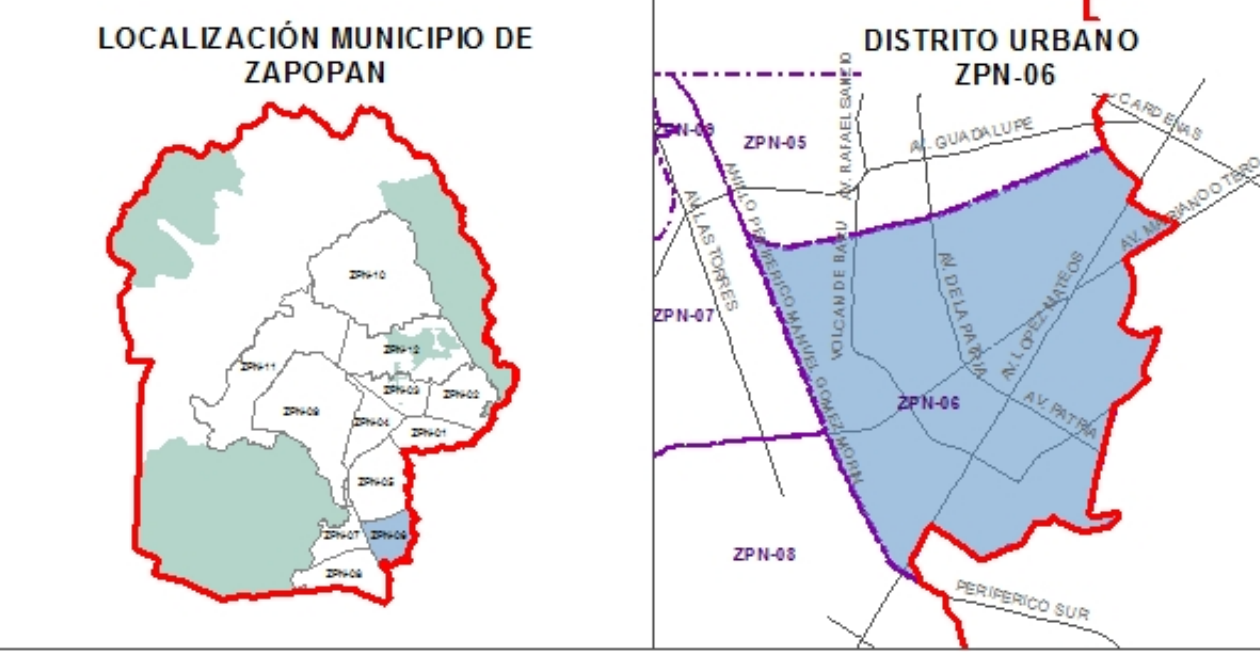 LOCALIZACIÓN MUNICIPIO DE
ZAPOPAN
ZPN-10
ZPN-12
ZPN-11
ZPN-03
ZPN-02
ZPN-09
ZPN-04
ZPN-01
ZPN-05
ZPN-07
ZPN-06
ZPN-08
DISTRITO URBANO
ZPN-06
ZPN-09
ZPN-05
AV. RAFAEL SANZIO
AV. GUADALUPE
CARDENAS
AV. MARIANO OTERO
ANILLO PERIFERICO MANUEL GOMEZ MORIN
AV. LAS TORRES
VOLCAN DE BARU
AV. DE LA PATRIA
AV. LOPEZ MATEOS
ZPN-07
ZPN-06
AV. PATRIA
ZPN-08
PERIFERICO SUR